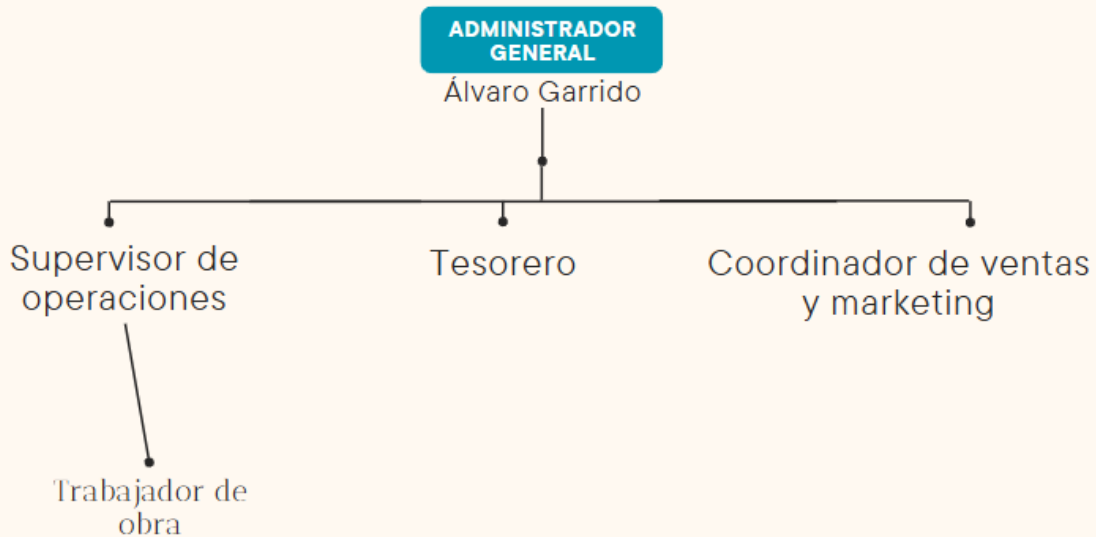 ADMINISTRADOR
GENERAL
Álvaro Garrido
Supervisor de
operaciones
Tesorero
Coordinador de ventas
y marketing
Trabajador de
obra